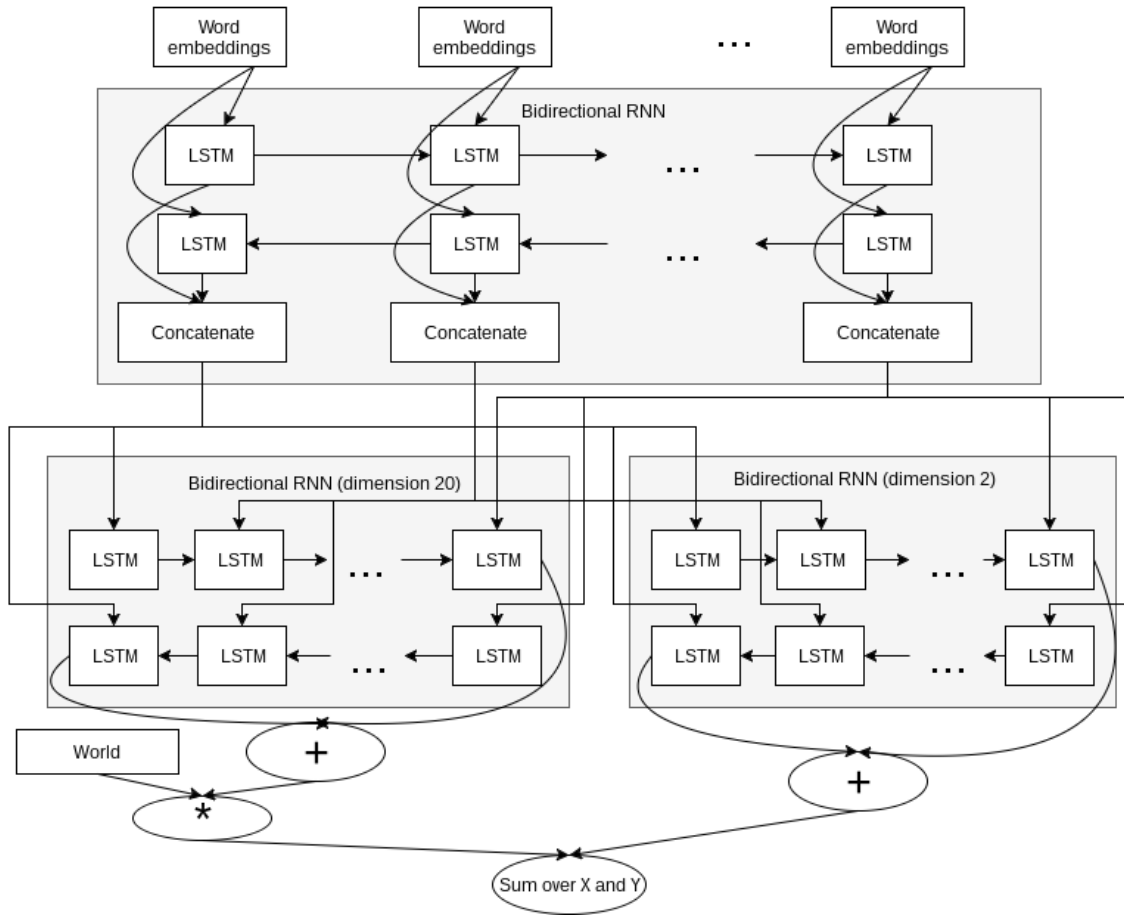 Word
embeddings
Word
embeddings
...
Word
embeddings
Bidirectional RNN
LSTM
LSTM
...
LSTM
LSTM
LSTM
...
LSTM
Concatenate
Concatenate
Concatenate
Bidirectional RNN (dimension 20)
Bidirectional RNN (dimension 2)
LSTM
LSTM
...
LSTM
LSTM
LSTM
...
LSTM
LSTM
LSTM
...
LSTM
LSTM
LSTM
...
LSTM
World
+
+
*
Sum over X and Y